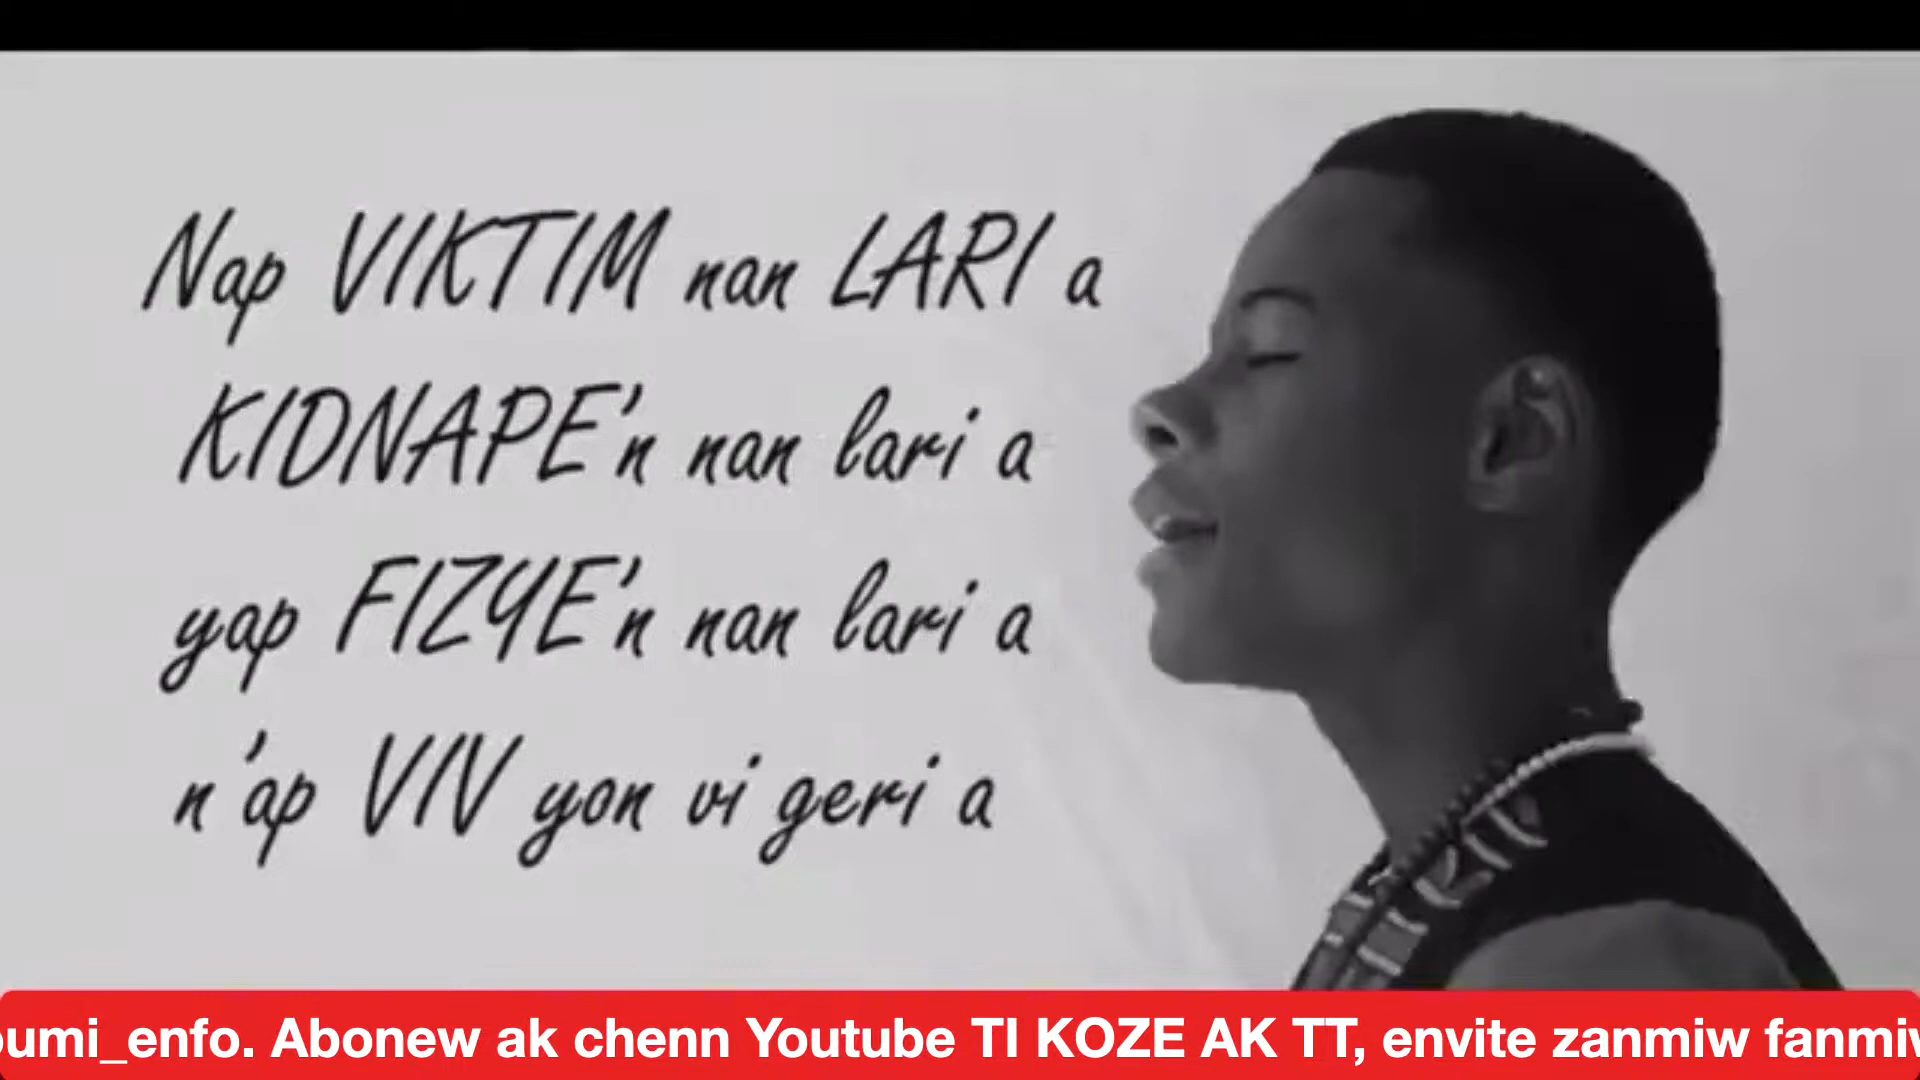 Nap VIKTIM nan LARI a
KIDNAPE'n nan lari a
yap FIZYE'n nan lari a
n'ap VIV yon vi geri a
oumi_enfo. Abonew ak chenn Youtube TI KOZE AK TT, envite zanmiw fanmiw